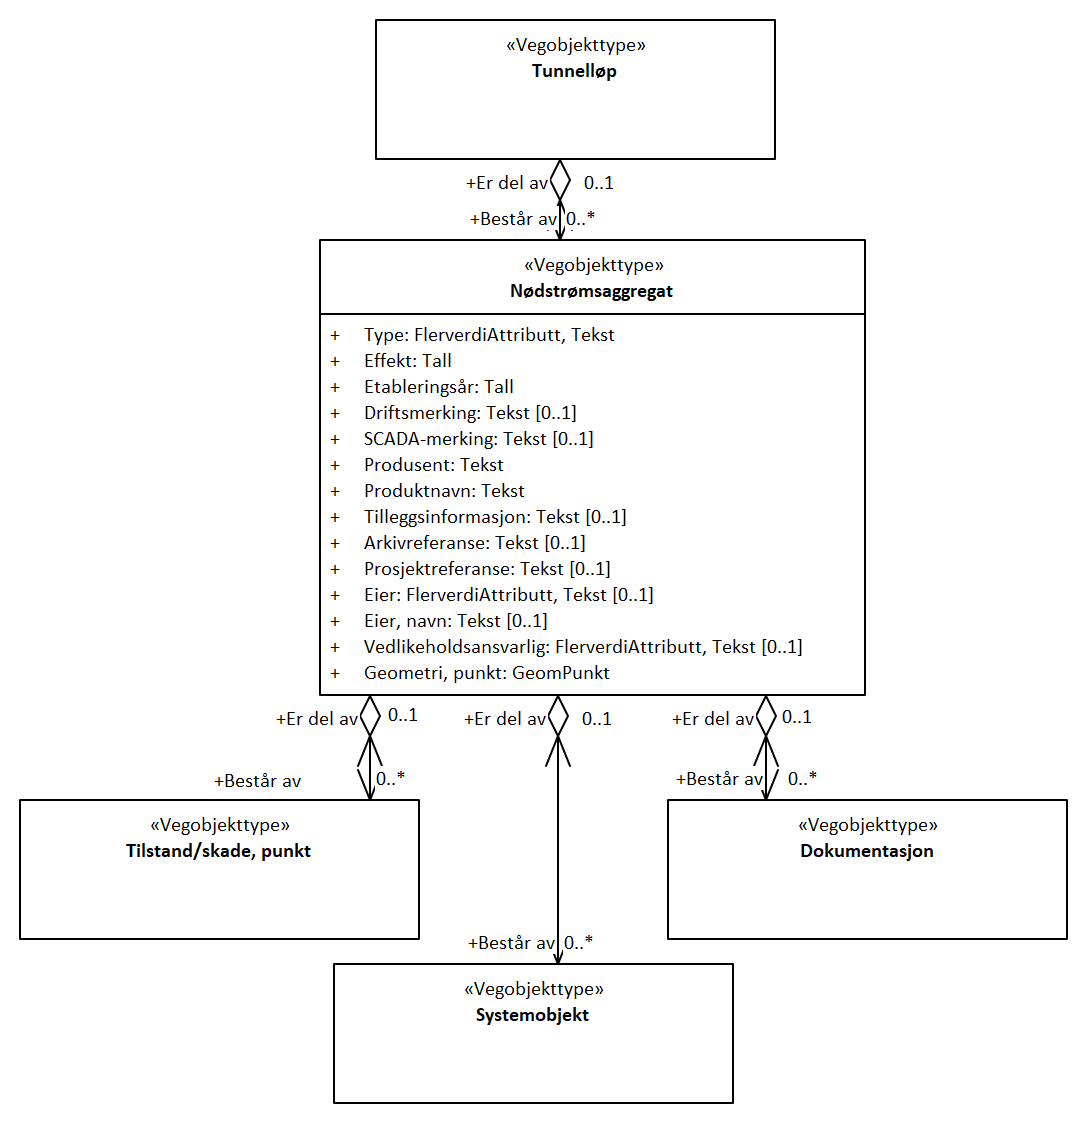 «Vegobjekttype»
Tunnelløp
+Er del av 0..1
+Består av 0..*
«Vegobjekttype»
Nødstrømsaggregat
+ Type: FlerverdiAttributt, Tekst
+ Effekt: Tall
+ Etableringsår: Tall
+ Driftsmerking: Tekst [0..1]
+ SCADA-merking: Tekst [0..1]
+ Produsent: Tekst
+ Produktnavn: Tekst
+ Tilleggsinformasjon: Tekst [0..1]
+ Arkivreferanse: Tekst [0..1]
+ Prosjektreferanse: Tekst [0..1]
+ Eier: FlerverdiAttributt, Tekst [0..1]
+ Eier, navn: Tekst [0..1]
+ Vedlikeholdsansvarlig: FlerverdiAttributt, Tekst [0..1]
+ Geometri, punkt: GeomPunkt
+Er del av 0..1 +Er del av 0..1 +Er del av 0..1
+Består av 0..* +Består av 0..*
«Vegobjekttype» «Vegobjekttype»
Tilstand/skade, punkt Dokumentasjon
+Består av 0..*
«Vegobjekttype»
Systemobjekt